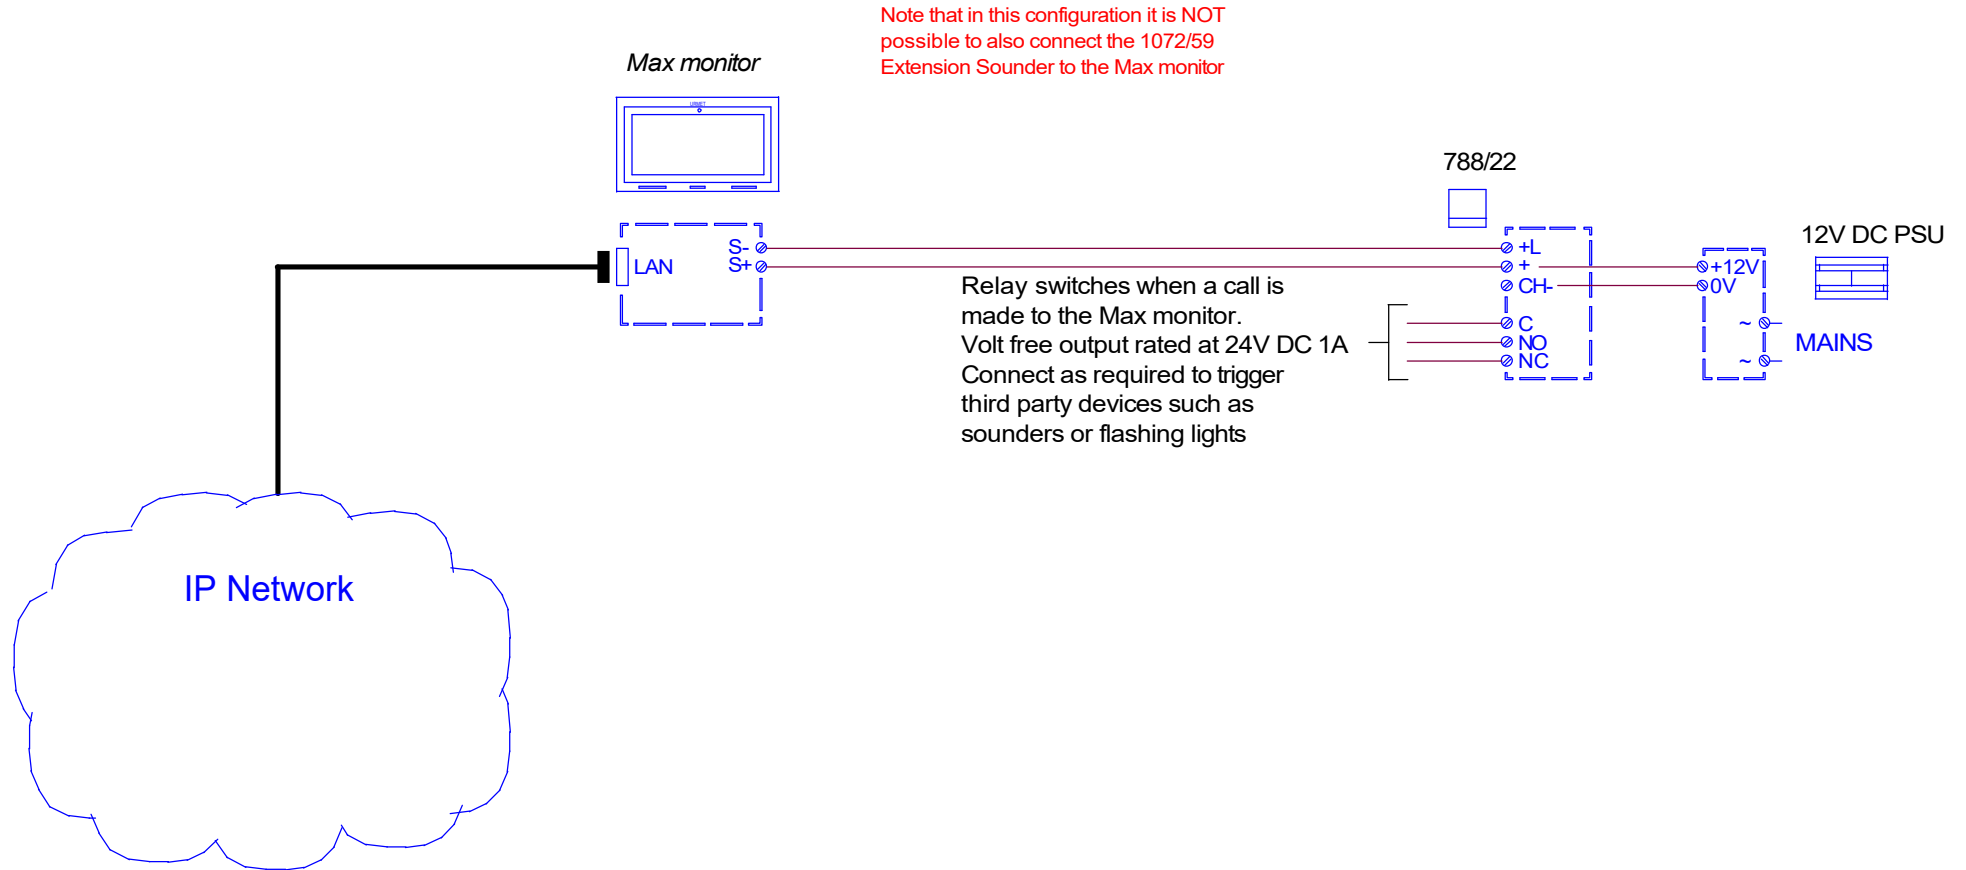 Note that in this configuration it is NOT
possible to also connect the 1072/59
Extension Sounder to the Max monitor
Max monitor
URMET
788/22
12V DC PSU
LAN
S-
S+
+L
+
CH-
C
NO
NC
+12V
0V
~
~
MAINS
Relay switches when a call is
made to the Max monitor.
Volt free output rated at 24V DC 1A
Connect as required to trigger
third party devices such as
sounders or flashing lights
IP Network